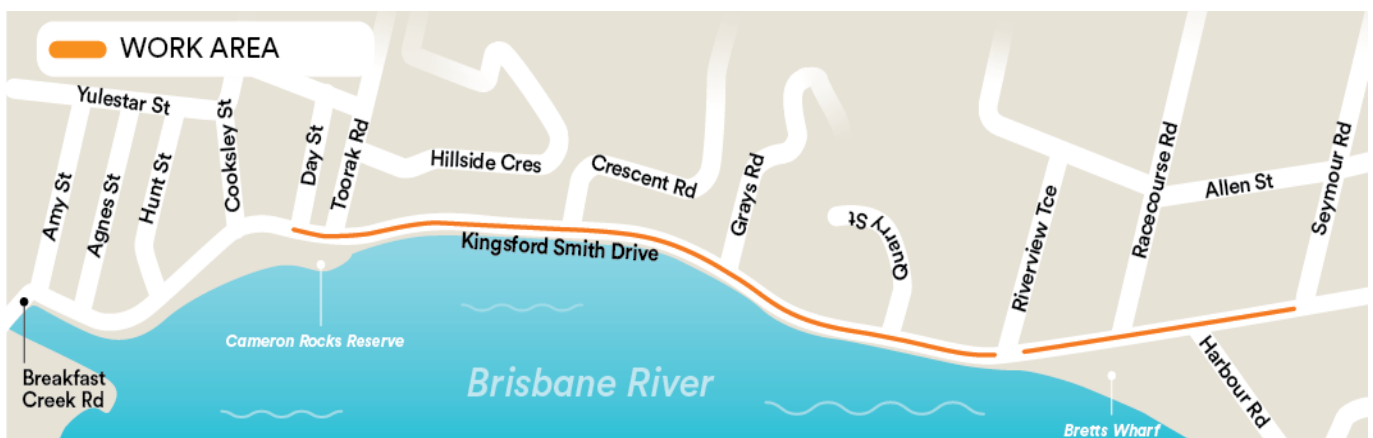 WORK AREA
Yulestar St
Amy St
Agnes St
Hunt St
Cooksley St
Day St
Toorak Rd
Hillside Cres
Crescent Rd
Grays Rd
Quarry St
Riverview Tce
Racecourse Rd
Allen St
Seymour Rd
Kingsford Smith Drive
Harbour Rd
Cameron Rocks Reserve
Breakfast
Creek Rd
Brisbane River
Bretts Wharf